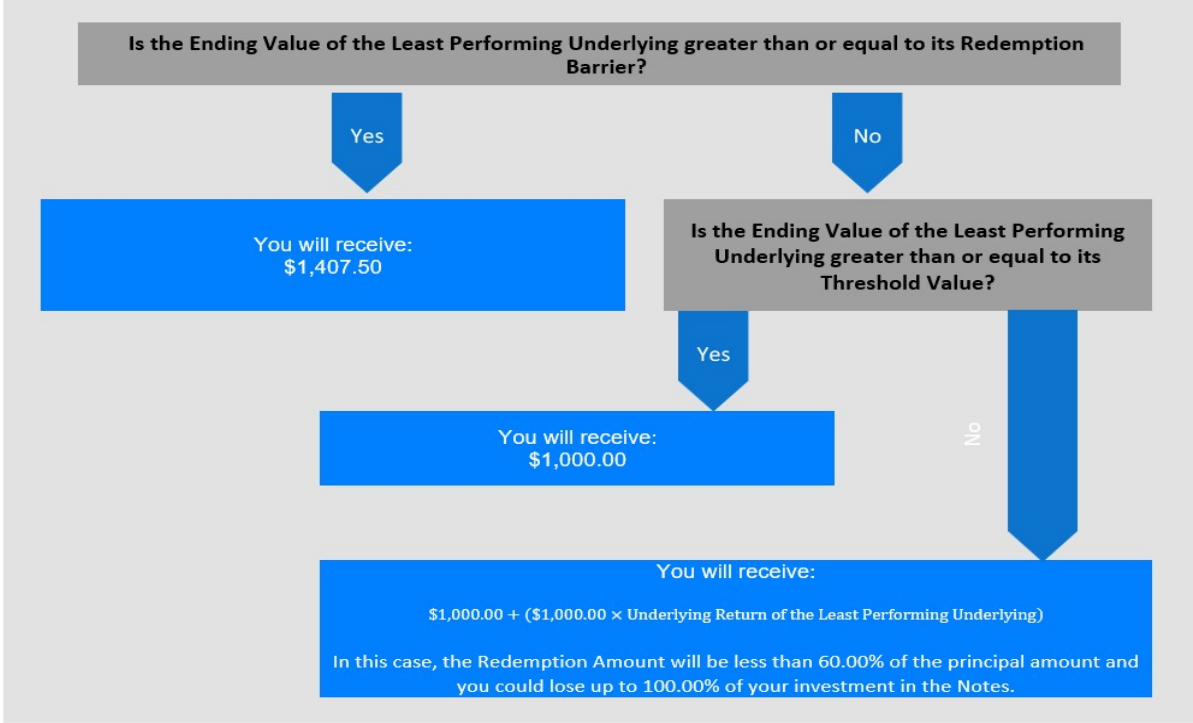 Is the Ending Value of the Least Performing Underlying greater than or equal to its Redemption
Barrier?
Yes
No
You will receive:
$1,407.50
Is the Ending Value of the Least Performing
Underlying greater than or equal to its
Threshold Value?
Yes
You will receive:
$1,000.00
No
You will receive:
$1,000.00 + ($1,000.00 × Underlying Return of the Least Performing Underlying)
In this case, the Redemption Amount will be less than 60.00% of the principal amount and
you could lose up to 100.00% of your investment in the Notes.